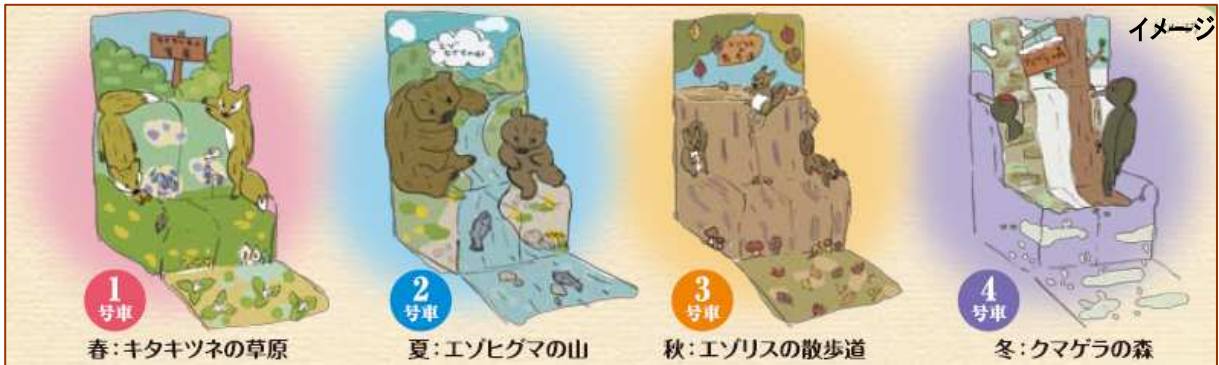 イメージ
1
号車
春：キタキツネの草原
2
号車
夏：エゾヒグマの山
3
号車
秋：エゾリスの散歩道
4
号車
冬：クマゲラの森